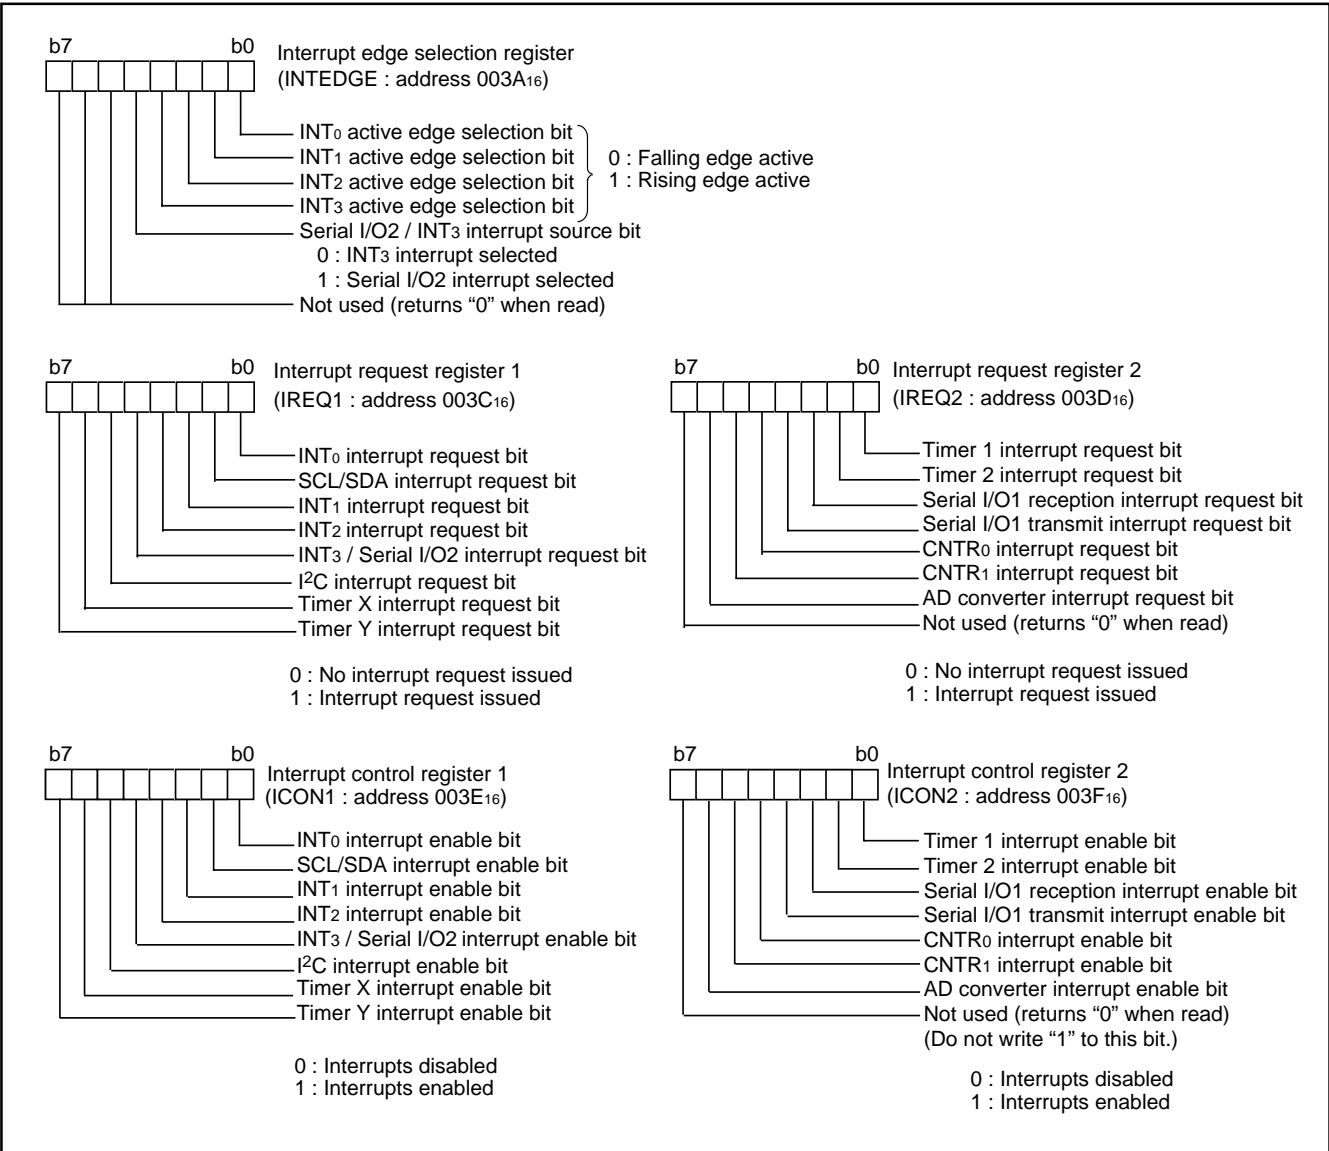 b7 b0 Interrupt edge selection register
(INTEDGE : address 003A16)
INT0 active edge selection bit
INT1 active edge selection bit
INT2 active edge selection bit
INT3 active edge selection bit
0 : Falling edge active
1 : Rising edge active
Serial I/O2 / INT3 interrupt source bit
0 : INT3 interrupt selected
1 : Serial I/O2 interrupt selected
Not used (returns “0” when read)
b7 b0 Interrupt request register 1
(IREQ1 : address 003C16)
INT0 interrupt request bit
SCL/SDA interrupt request bit
INT1 interrupt request bit
INT2 interrupt request bit
INT3 / Serial I/O2 interrupt request bit
I2C interrupt request bit
Timer X interrupt request bit
Timer Y interrupt request bit
0 : No interrupt request issued
1 : Interrupt request issued
b7 b0 Interrupt request register 2
(IREQ2 : address 003D16)
Timer 1 interrupt request bit
Timer 2 interrupt request bit
Serial I/O1 reception interrupt request bit
Serial I/O1 transmit interrupt request bit
CNTR0 interrupt request bit
CNTR1 interrupt request bit
AD converter interrupt request bit
Not used (returns “0” when read)
0 : No interrupt request issued
1 : Interrupt request issued
b7 b0 Interrupt control register 1
(ICON1 : address 003E16)
INT0 interrupt enable bit
SCL/SDA interrupt enable bit
INT1 interrupt enable bit
INT2 interrupt enable bit
INT3 / Serial I/O2 interrupt enable bit
I2C interrupt enable bit
Timer X interrupt enable bit
Timer Y interrupt enable bit
0 : Interrupts disabled
1 : Interrupts enabled
b7 b0 Interrupt control register 2
(ICON2 : address 003F16)
Timer 1 interrupt enable bit
Timer 2 interrupt enable bit
Serial I/O1 reception interrupt enable bit
Serial I/O1 transmit interrupt enable bit
CNTR0 interrupt enable bit
CNTR1 interrupt enable bit
AD converter interrupt enable bit
Not used (returns “0” when read)
(Do not write “1” to this bit.)
0 : Interrupts disabled
1 : Interrupts enabled